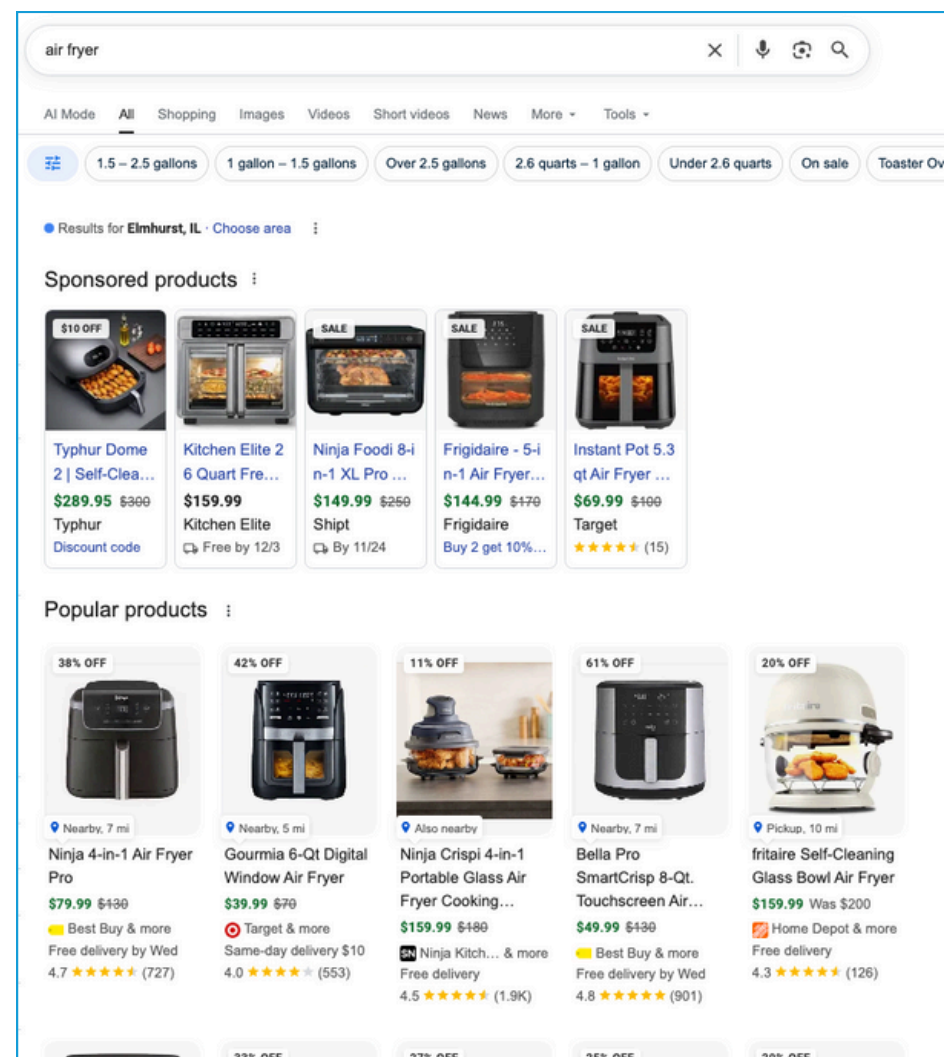 air fryer
AI Mode All Shopping Images Videos Short videos News More Tools
1.5 – 2.5 gallons 1 gallon – 1.5 gallons Over 2.5 gallons 2.6 quarts – 1 gallon Under 2.6 quarts On sale Toaster Ov
Results for Elmhurst, IL · Choose area
Sponsored products
$10 OFF
Typhur Dome
2 | Self-Clea...
$289.95 $300
Typhur
Discount code
Kitchen Elite 2
6 Quart Fre...
$159.99
Kitchen Elite
Free by 12/3
SALE
Ninja Foodi 8-i
n-1 XL Pro ...
$149.99 $250
Shipt
By 11/24
SALE
Frigidaire - 5-i
n-1 Air Fryer...
$144.99 $170
Frigidaire
Buy 2 get 10%...
SALE
Instant Pot 5.3
qt Air Fryer ...
$69.99 $100
Target
(15)
Popular products
38% OFF
Nearby, 7 mi
Ninja 4-in-1 Air Fryer
Pro
$79.99 $130
Best Buy & more
Free delivery by Wed
4.7 (727)
42% OFF
Nearby, 5 mi
Gourmia 6-Qt Digital
Window Air Fryer
$39.99 $70
Target & more
Same-day delivery $10
4.0 (553)
11% OFF
Also nearby
Ninja Crispi 4-in-1
Portable Glass Air
Fryer Cooking...
$159.99 $180
SN Ninja Kitch... & more
Free delivery
4.5 (1.9K)
61% OFF
Nearby, 7 mi
Bella Pro
SmartCrisp 8-Qt.
Touchscreen Air...
$49.99 $130
Best Buy & more
Free delivery by Wed
4.8 (901)
20% OFF
Pickup, 10 mi
fritaire Self-Cleaning
Glass Bowl Air Fryer
$159.99 Was $200
Home Depot & more
Free delivery
4.3 (126)